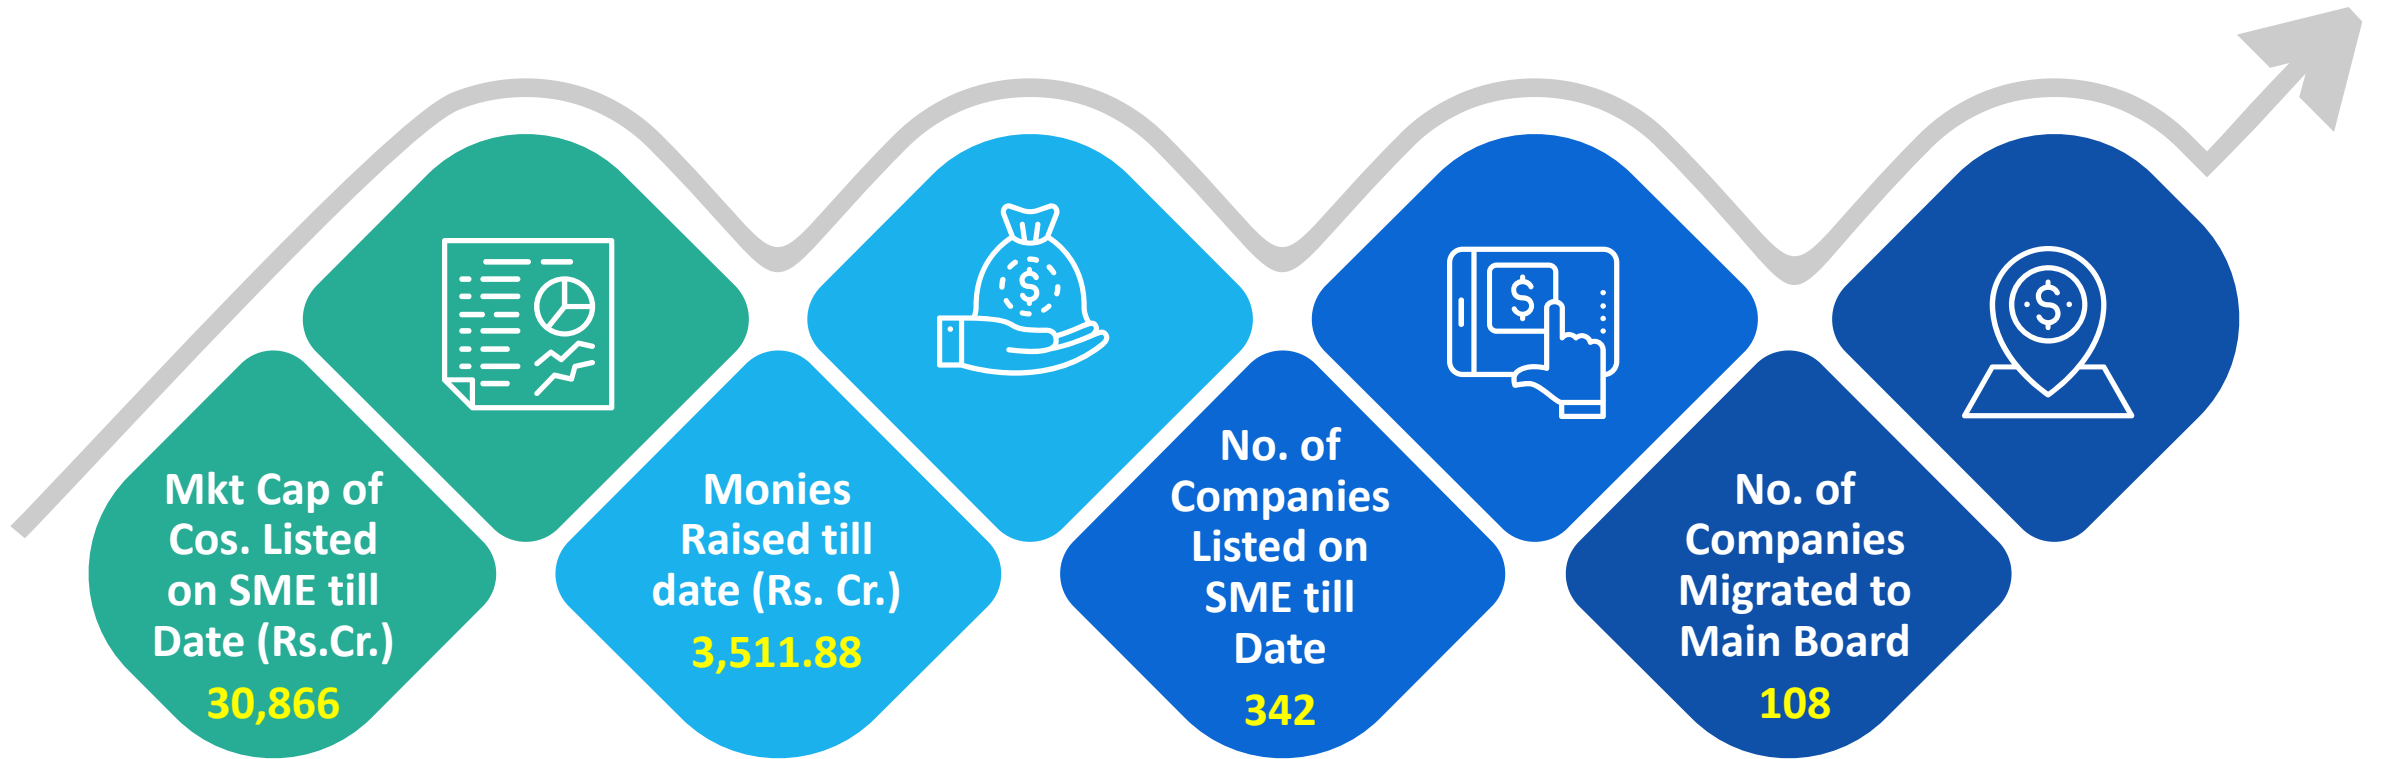 Mkt Cap of
Cos. Listed
on SME till
Date (Rs.Cr.)
30,866
Monies
Raised till
date (Rs. Cr.)
3,511.88
No. of
Companies
Listed on
SME till
Date
342
No. of
Companies
Migrated to
Main Board
108
$
$
$